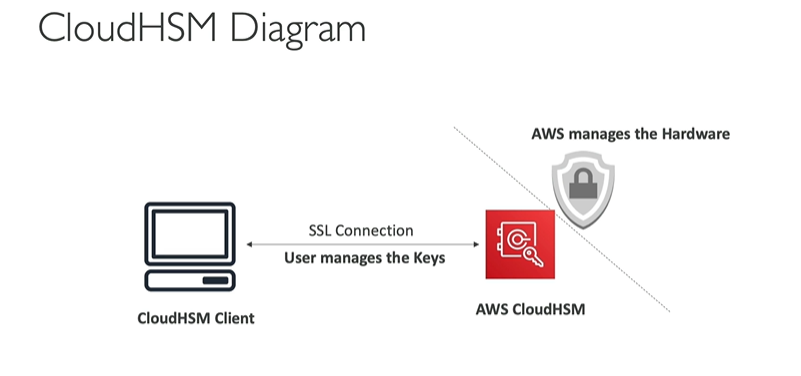 CloudHSM Diagram
AWS manages the Hardware
SSL Connection
User manages the Keys
CloudHSM Client
AWS CloudHSM